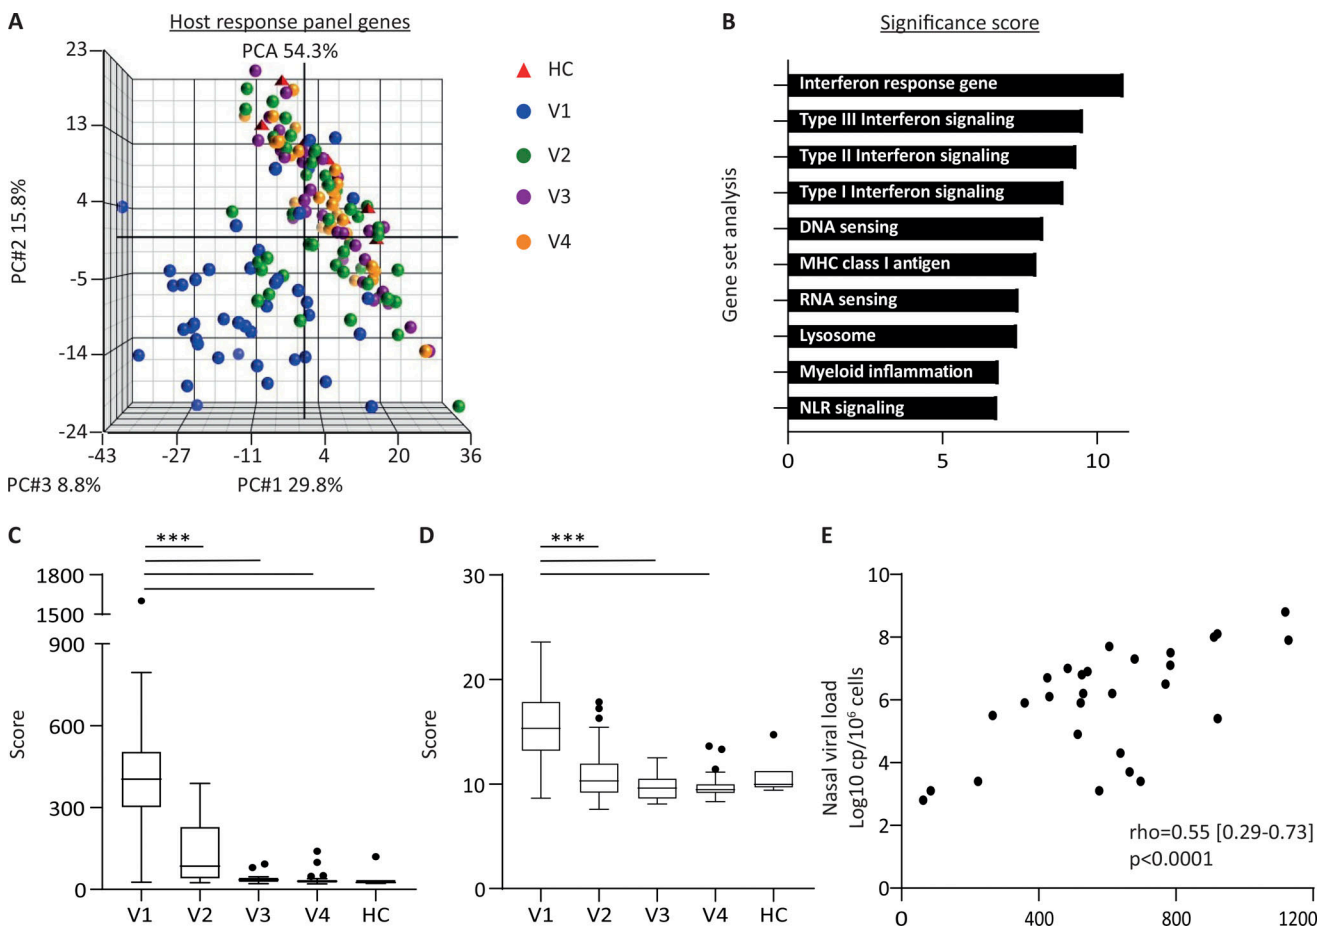 A
Host response panel genes
PCA 54.3%
23
13
4
-5
-14
-24
-43
-27
-11
4
20
36
PC#2 15.8%
PC#3 8.8%
PC#1 29.8%
HC
V1
V2
V3
V4
B
Significance score
Gene set analysis
Interferon response gene
Type III Interferon signaling
Type II Interferon signaling
Type I Interferon signaling
DNA sensing
MHC class I antigen
RNA sensing
Lysosome
Myeloid inflammation
NLR signaling
0
5
10
C
***
1800
1500
900
600
300
0
Score
V1
V2
V3
V4
HC
D
***
30
20
10
0
Score
V1
V2
V3
V4
HC
E
10
8
6
4
2
0
Nasal viral load
Log10 cp/10⁶ cells
rho=0.55 [0.29-0.73]
p<0.0001
0
400
800
1200